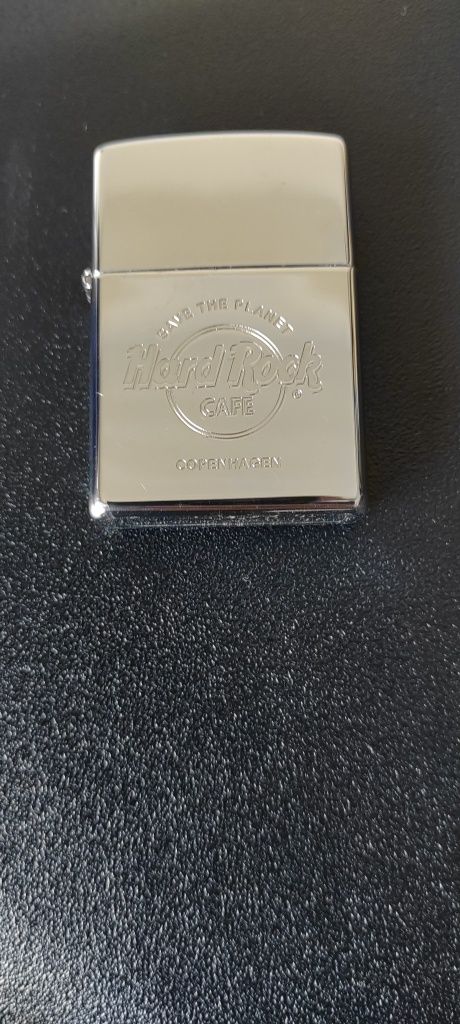 SAVE THE PLANET
Hard Rock
CAFE
®
COPENHAGEN